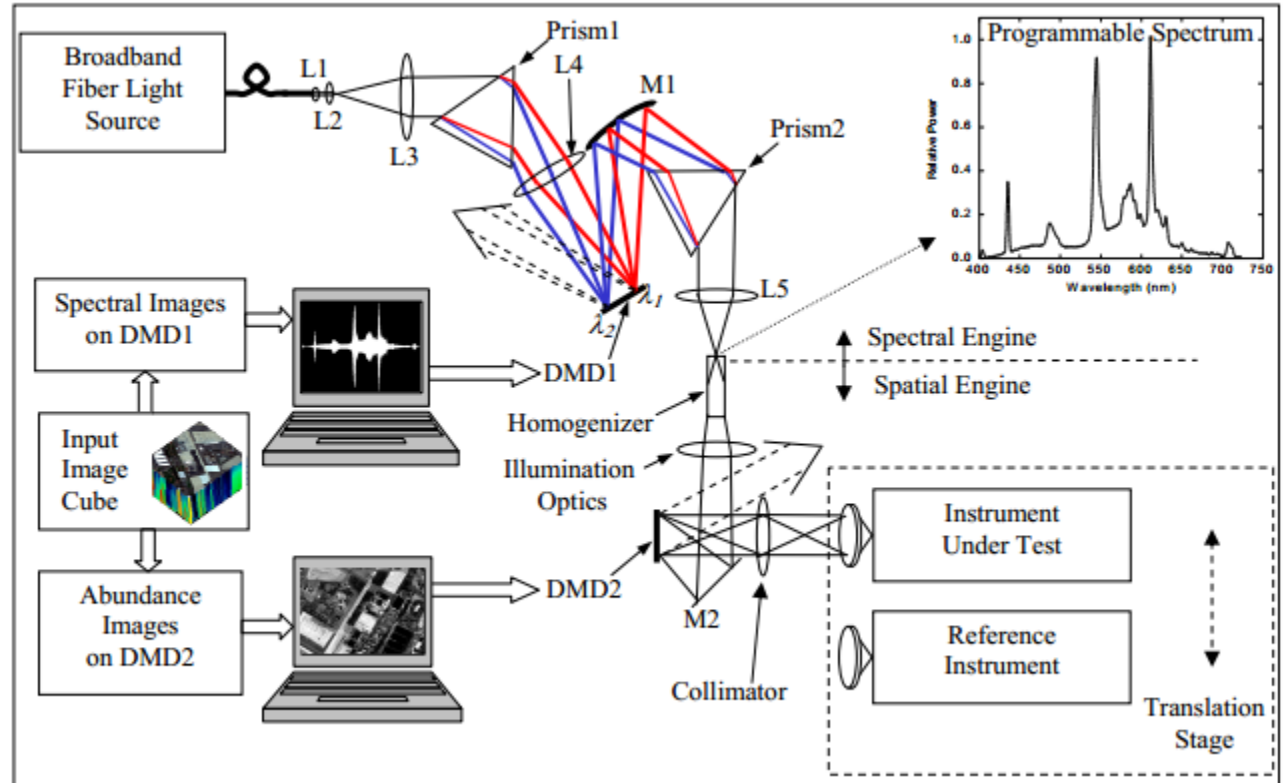 Broadband
Fiber Light
Source
L1
L2
L3
Prism1
L4
M1
Prism2
Programmable Spectrum
Relative Power
1.0
0.8
0.6
0.4
0.2
0.0
400 450 500 550 600 650 700 750
Wavelength (nm)
λ1
λ2
L5
Spectral Images
on DMD1
DMD1
Spectral Engine
Spatial Engine
Input
Image
Cube
Homogenizer
Illumination
Optics
Abundance
Images
on DMD2
DMD2
M2
Collimator
Instrument
Under Test
Reference
Instrument
Translation
Stage